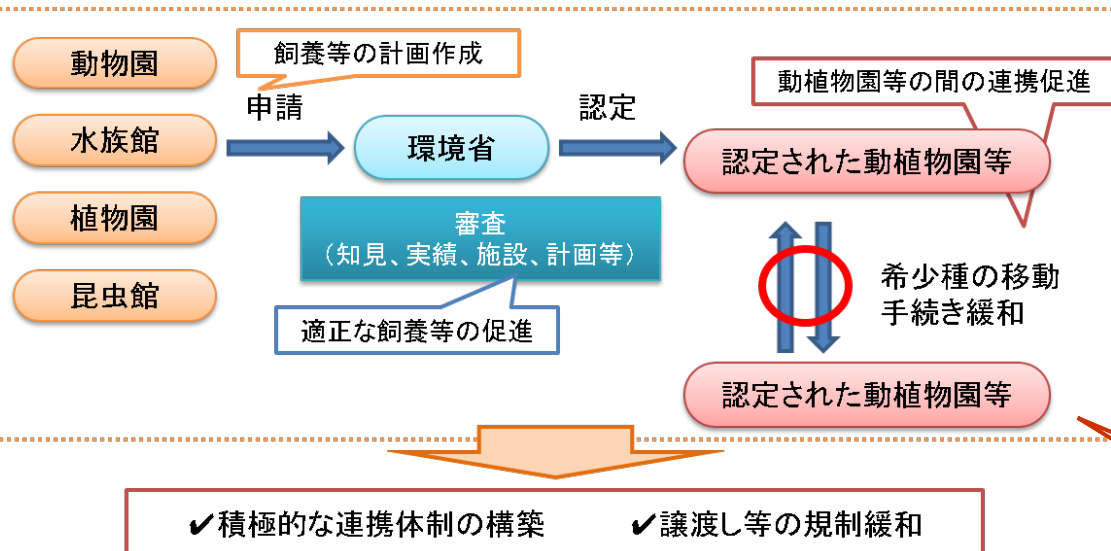 動物園
水族館
植物園
昆虫館
飼養等の計画作成
申請
環境省
認定
審査
（知見、実績、施設、計画等）
適正な飼養等の促進
動植物園等の間の連携促進
認定された動植物園等
希少種の移動
手続き緩和
認定された動植物園等
✔積極的な連携体制の構築
✔譲渡し等の規制緩和